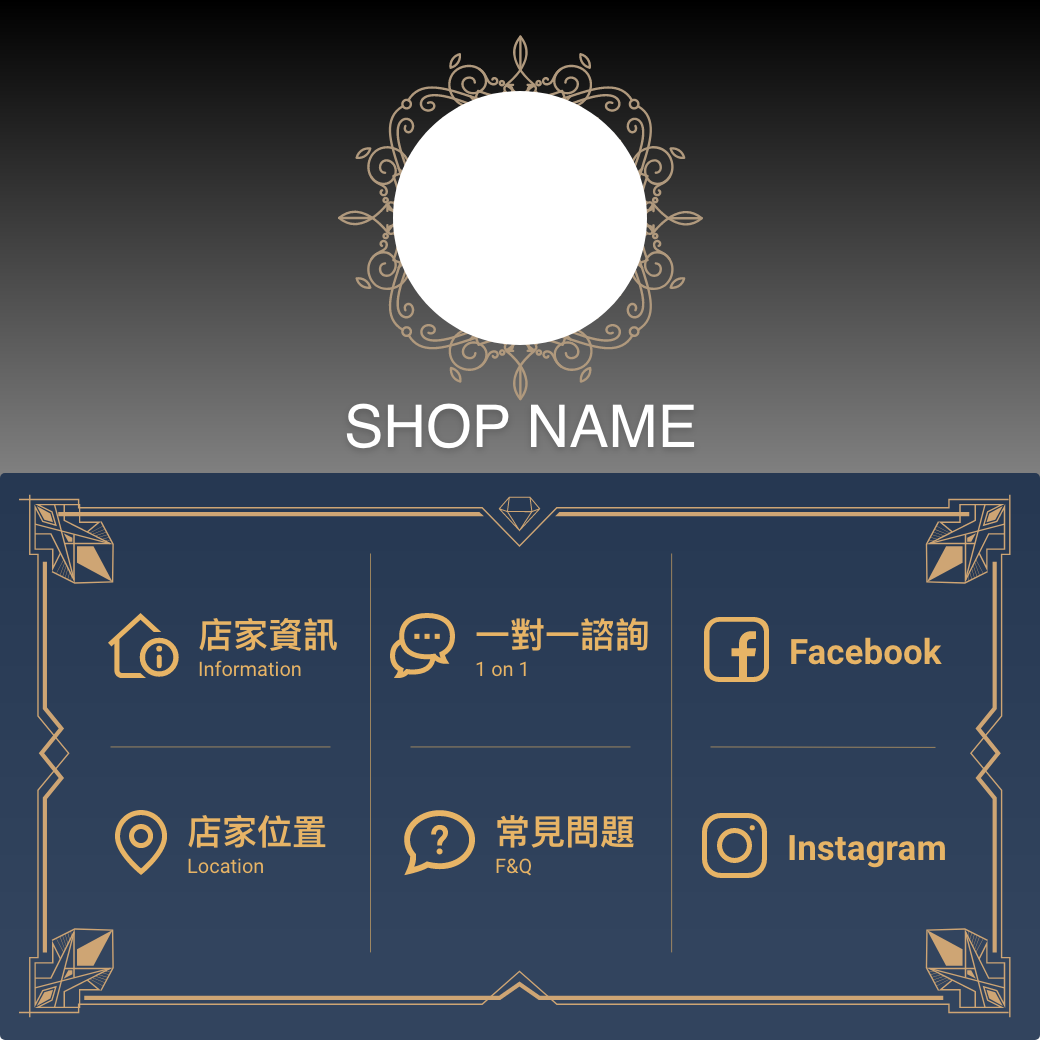 SHOP NAME
店家資訊
Information
一對一諮詢
1 on 1
Facebook
店家位置
Location
常見問題
F&Q
Instagram